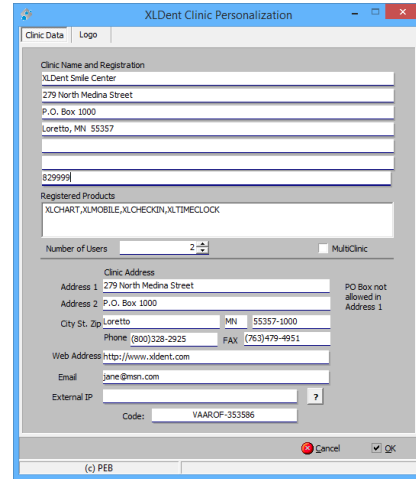 XLDent Clinic Personalization
Clinic Data Logo
Clinic Name and Registration
XLDent Smile Center
279 North Medina Street
P.O. Box 1000
Loretto, MN 55357
829999
Registered Products
XLCHART,XLMOBILE,XLCHECKIN,XLTIMECLOCK
Number of Users 2 MultiClinic
Clinic Address
Address 1 279 North Medina Street PO Box not
allowed in
Address 1
Address 2 P.O. Box 1000
City St. Zip Loretto MN 55357-1000
Phone (800)328-2925 FAX (763)479-4951
Web Address http://www.xldent.com
Email jane@msn.com
External IP ?
Code: VAAROF-353586
Cancel OK
(c) PEB